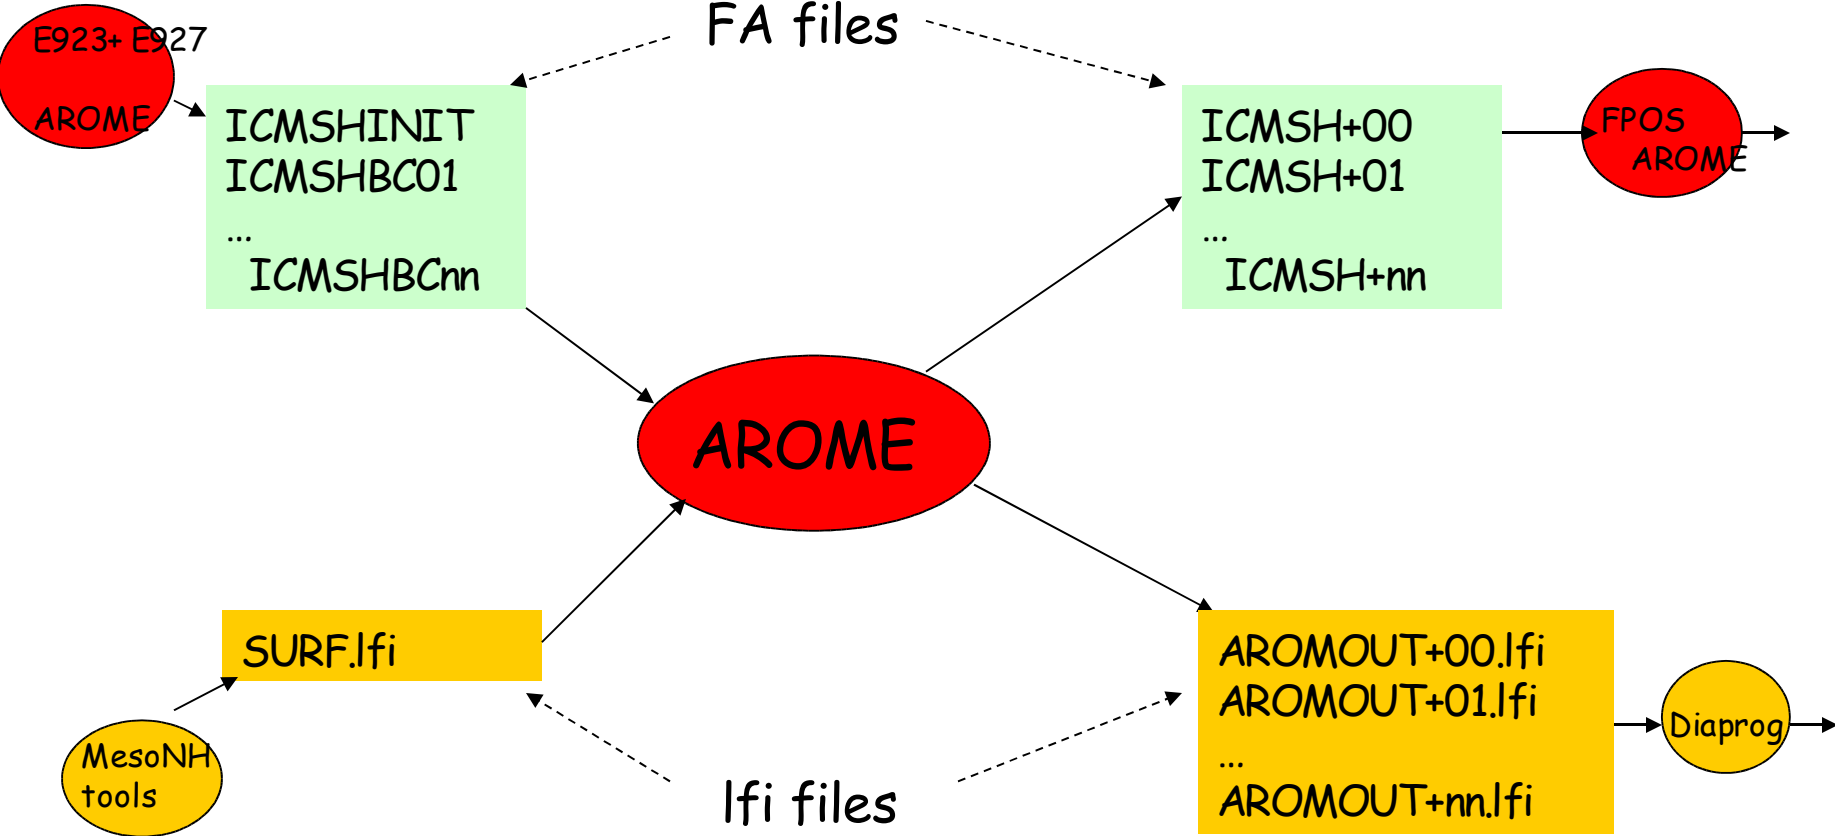 FA files
E923+ E927
AROME
ICMSHINIT
ICMSHBC01
...
ICMSHBCnn
ICMSH+00
ICMSH+01
...
ICMSH+nn
FPOS
AROME
AROME
SURF.lfi
MesoNH
tools
lfi files
AROMOUT+00.lfi
AROMOUT+01.lfi
...
AROMOUT+nn.lfi
Diaprog